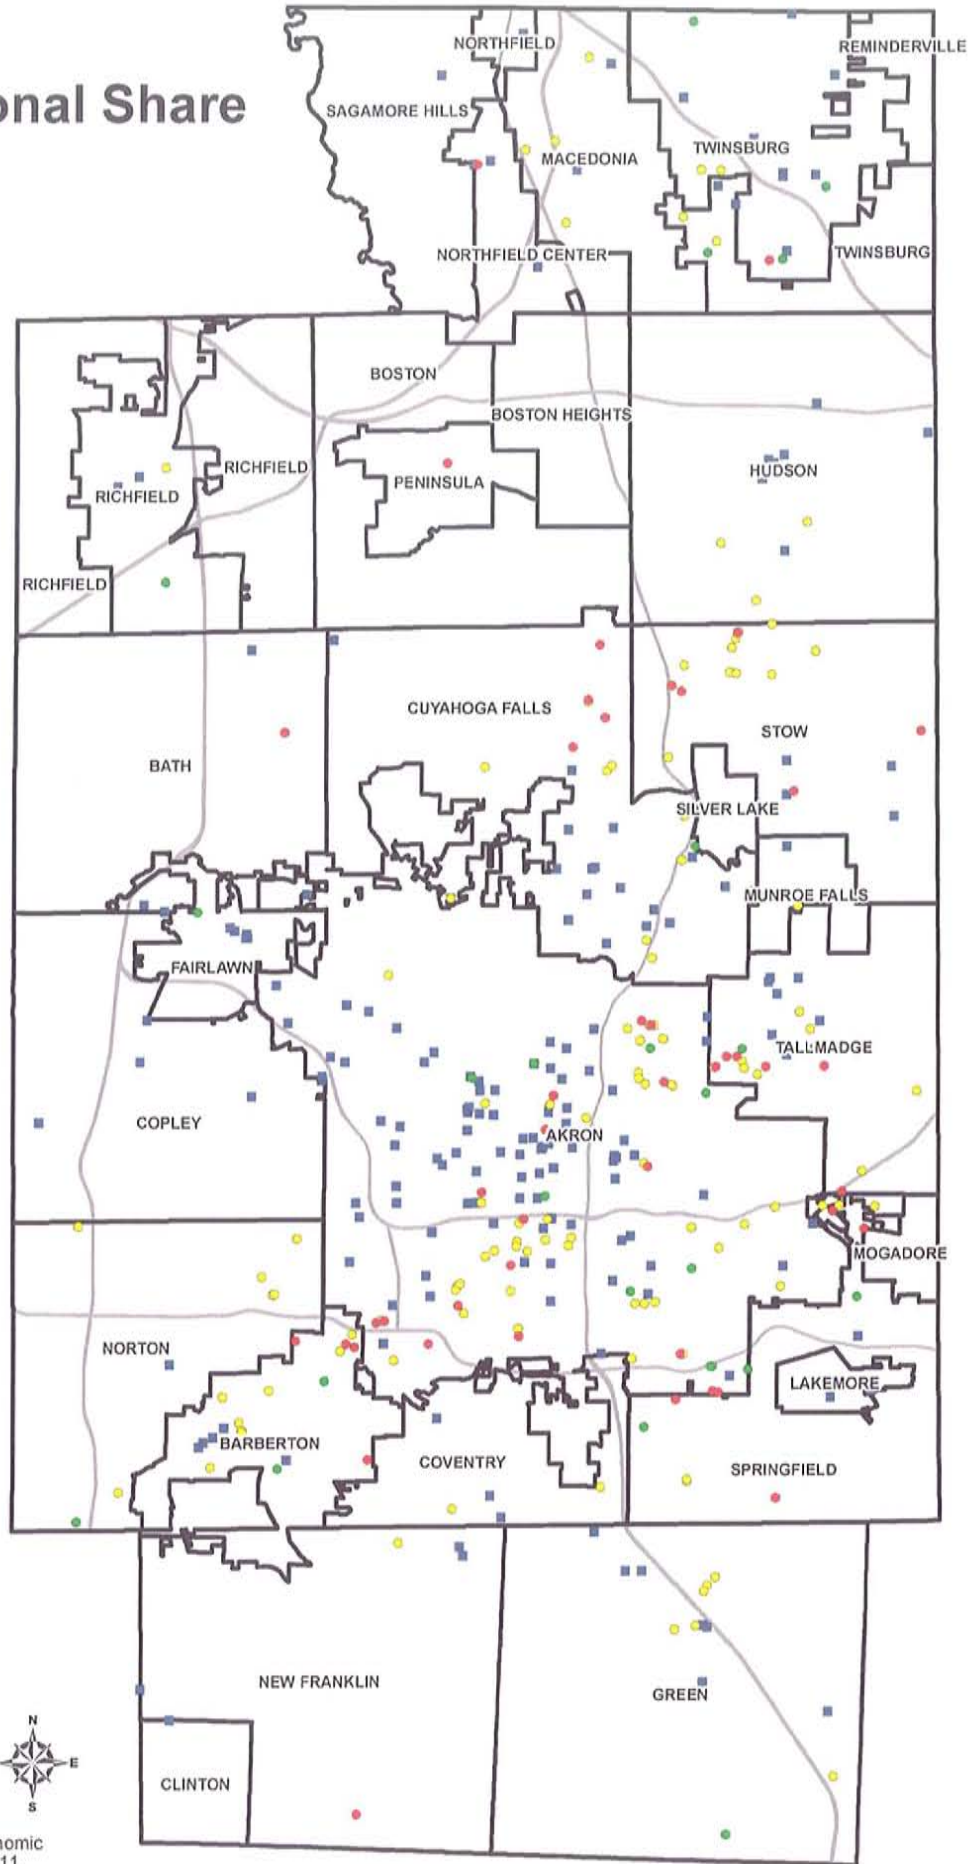 onal Share
NORTHFIELD
REMINDERVILLE
SAGAMORE HILLS
TWINSBURG
MACEDONIA
NORTHFIELD CENTER
TWINSBURG
BOSTON
BOSTON HEIGHTS
RICHFIELD
HUDSON
PENINSULA
RICHFIELD
RICHFIELD
CUYAHOGA FALLS
STOW
BATH
SILVER LAKE
MUNROE FALLS
FAIRLAWN
TALLMADGE
COPLEY
AKRON
MOGADORE
NORTON
LAKEMORE
BARBERTON
COVENTRY
SPRINGFIELD
NEW FRANKLIN
GREEN
N
E
S
CLINTON
nomic
11